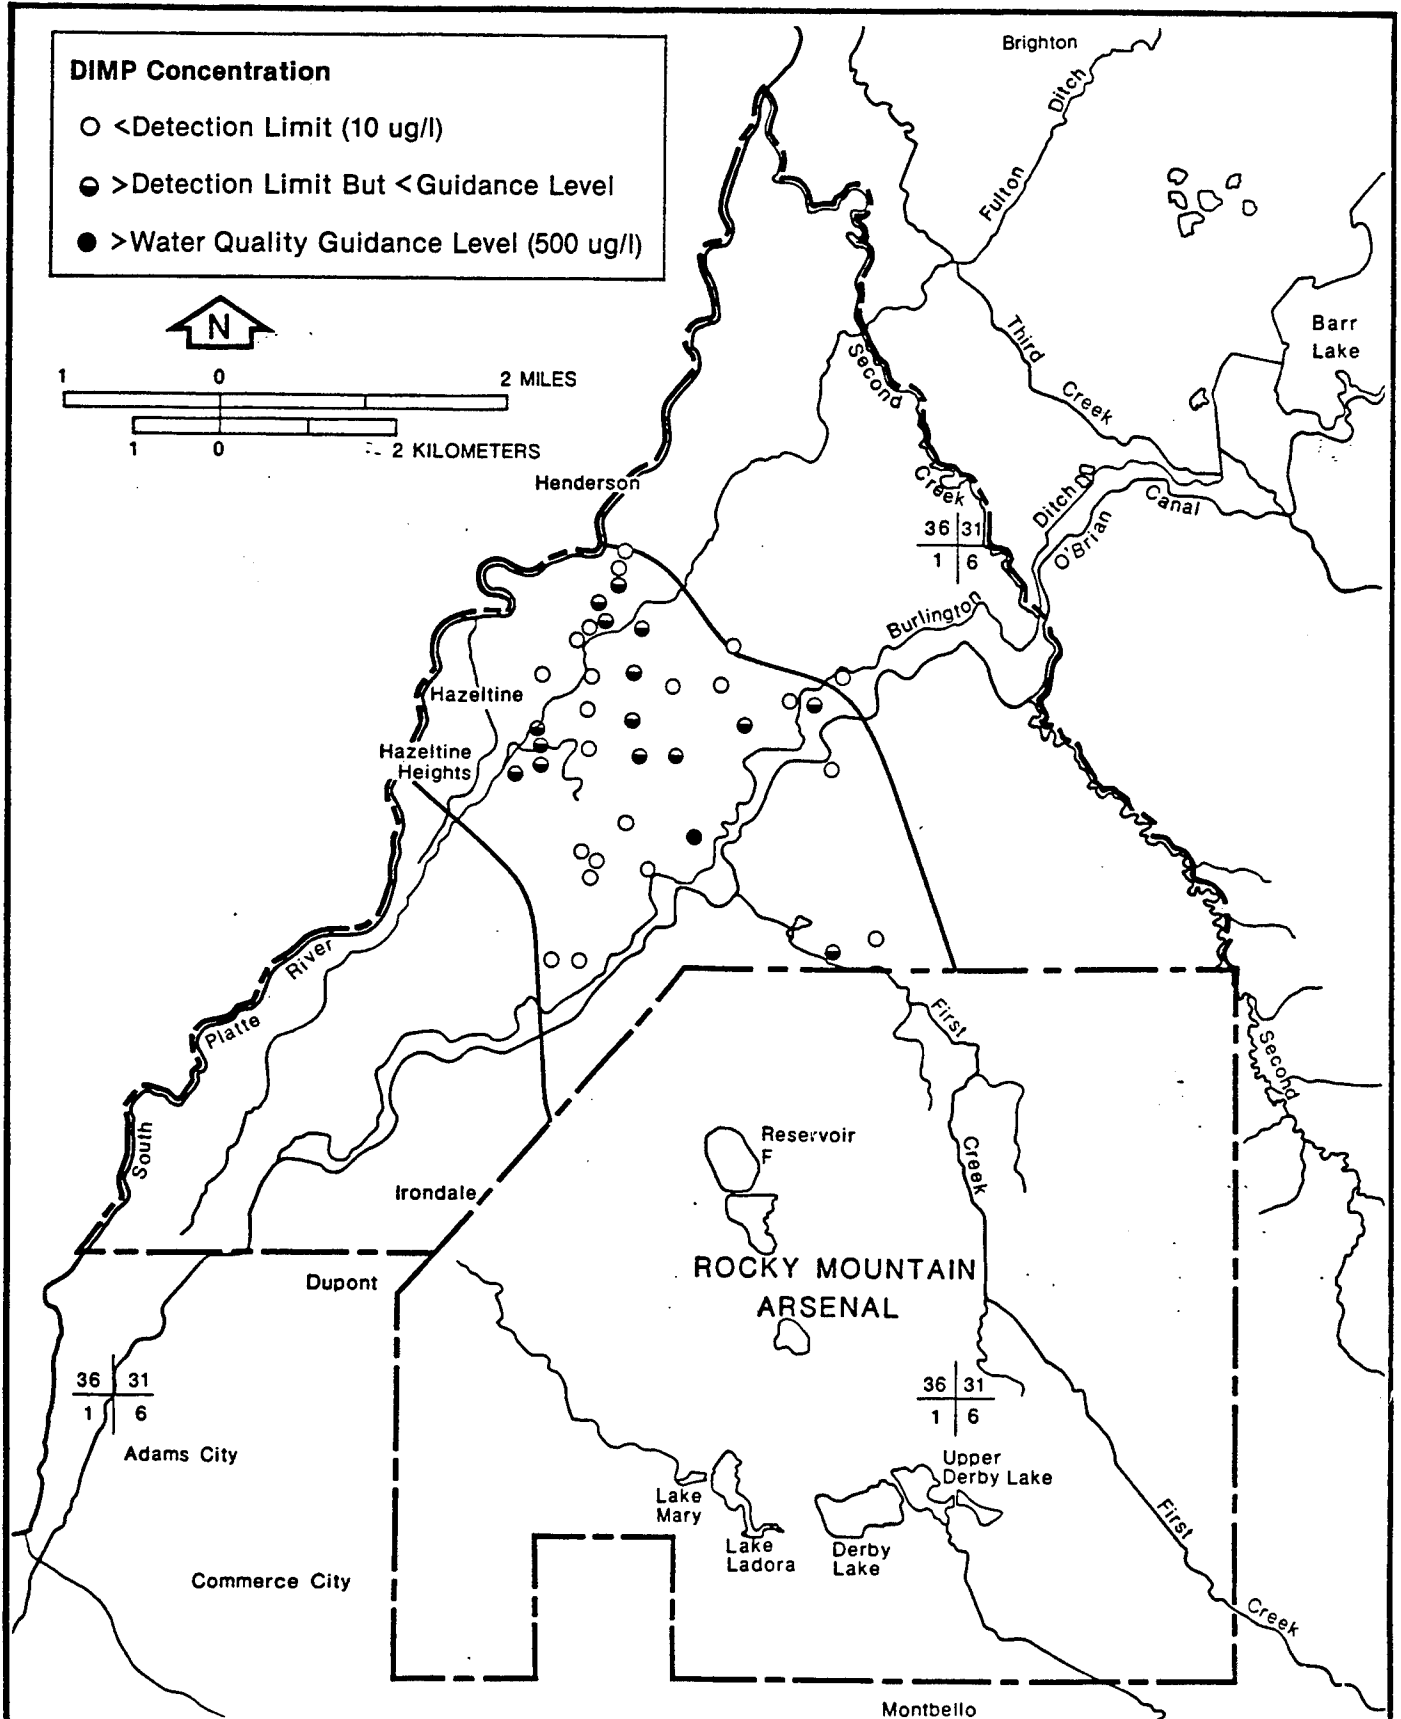 DIMP Concentration
<Detection Limit (10 ug/l)
>Detection Limit But <Guidance Level
>Water Quality Guidance Level (500 ug/l)
N
1 0 2 MILES
1 0 2 KILOMETERS
Brighton
Fulton Ditch
Barr
Lake
Third Creek
Second Creek
Henderson
Ditch
O'Brian Canal
36 31
1 6
Burlington
Hazeltine
Hazeltine
Heights
South Platte River
First Creek
Second
Reservoir
F
Irondale
ROCKY MOUNTAIN
ARSENAL
Dupont
36 31
1 6
36 31
1 6
Adams City
Upper
Derby Lake
Lake
Mary
Lake
Ladora
Derby
Lake
First Creek
Commerce City
Montbello